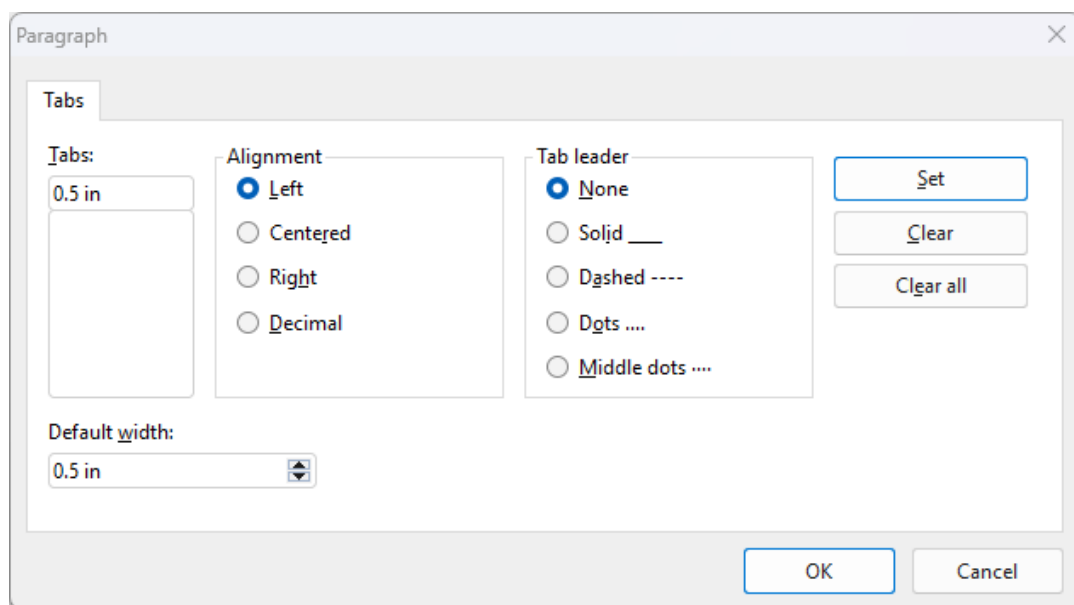 Paragraph
Tabs
Tabs:
0.5 in
Alignment
Left
Centered
Right
Decimal
Tab leader
None
Solid ___
Dashed ----
Dots ....
Middle dots ····
Set
Clear
Clear all
Default width:
0.5 in
OK
Cancel